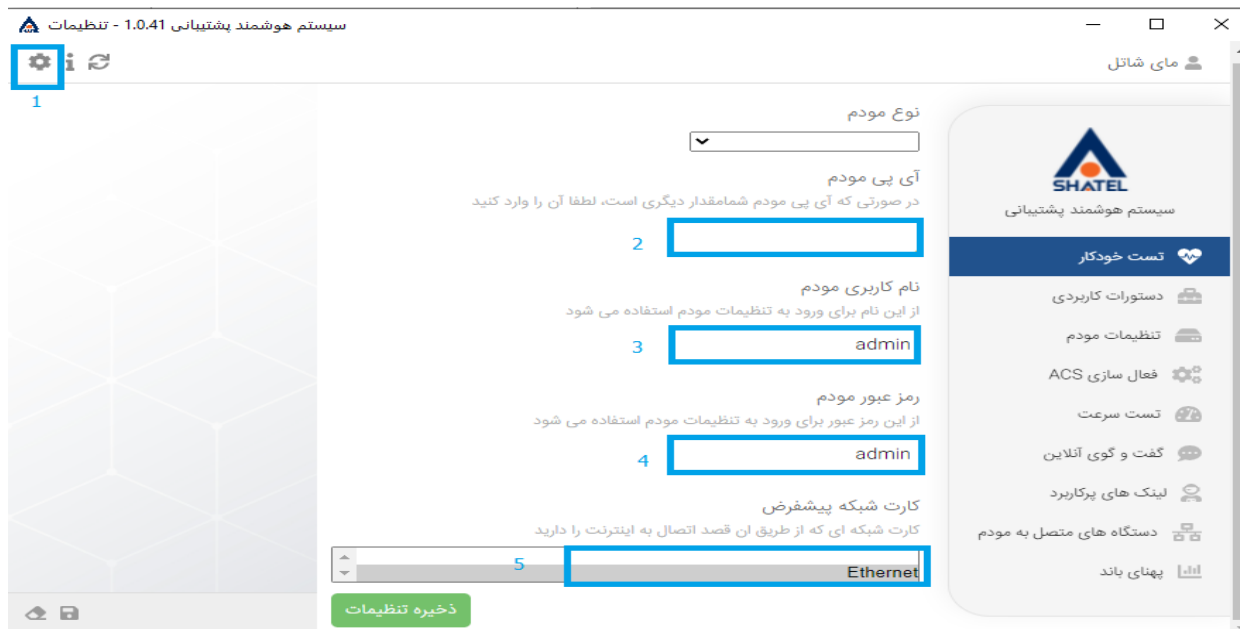 سیستم هوشمند پشتیبانی 1.0.41 - تنظیمات
مای شاتل
1
نوع مودم
آی پی مودم
در صورتی که آی پی مودم شمامقدار دیگری است، لطفا آن را وارد کنید
2
نام کاربری مودم
از این نام برای ورود به تنظیمات مودم استفاده می شود
admin
3
رمز عبور مودم
از این رمز عبور برای ورود به تنظیمات مودم استفاده می شود
admin
4
کارت شبکه پیشفرض
کارت شبکه ای که از طریق ان قصد اتصال به اینترنت را دارید
5
Ethernet
ذخیره تنظیمات
SHATEL
سیستم هوشمند پشتیبانی
تست خودکار
دستورات کاربردی
تنظیمات مودم
فعال سازی ACS
تست سرعت
گفت و گوی آنلاین
لینک های پرکاربرد
دستگاه های متصل به مودم
پهنای باند